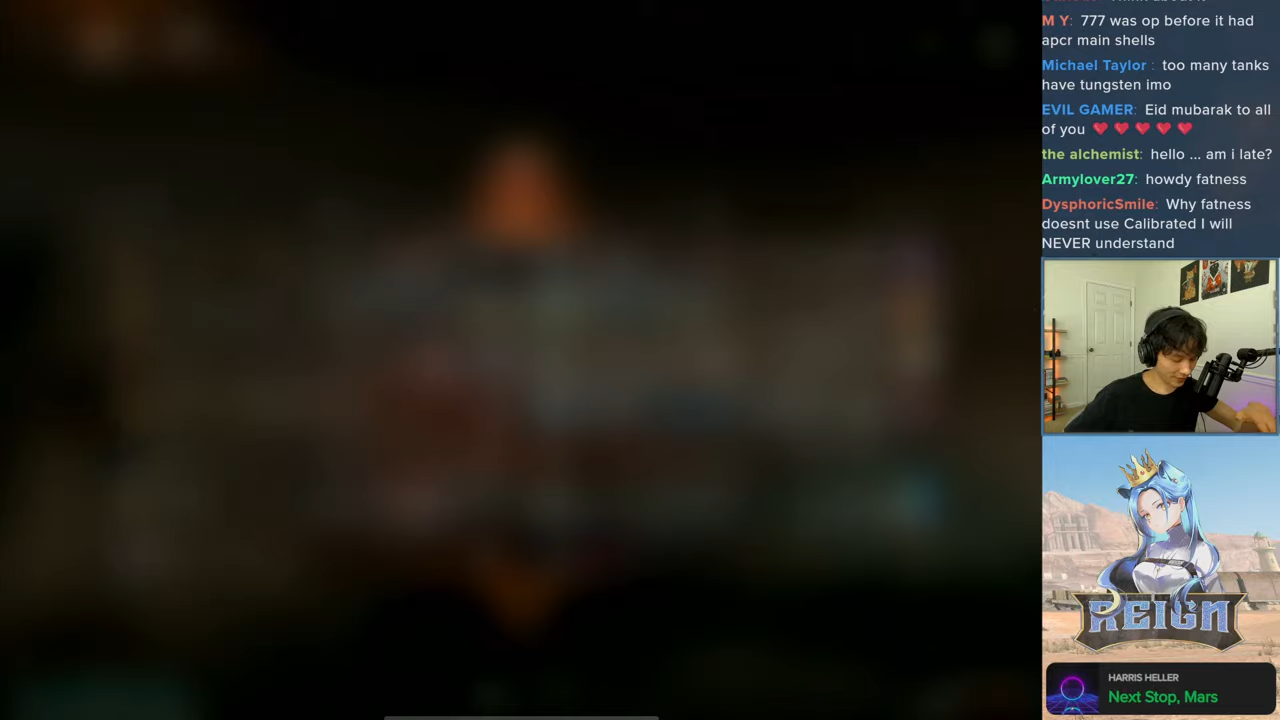 M Y: 777 was op before it had
apcr main shells
Michael Taylor : too many tanks
have tungsten imo
EVIL GAMER: Eid mubarak to all
of you ❤️ ❤️ ❤️ ❤️ ❤️
the alchemist: hello ... am i late?
Armylover27: howdy fatness
DysphoricSmile: Why fatness
doesnt use Calibrated I will
NEVER understand
REIGN
HARRIS HELLER
Next Stop, Mars